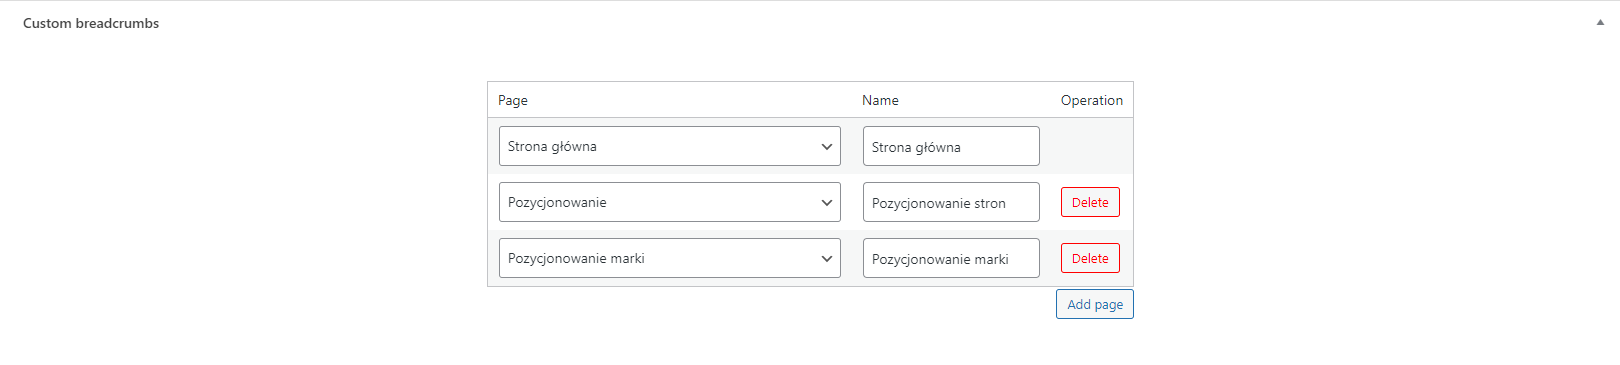 Custom breadcrumbs
Page Name Operation
Strona główna Strona główna
Pozycjonowanie Pozycjonowanie stron Delete
Pozycjonowanie marki Pozycjonowanie marki Delete
Add page